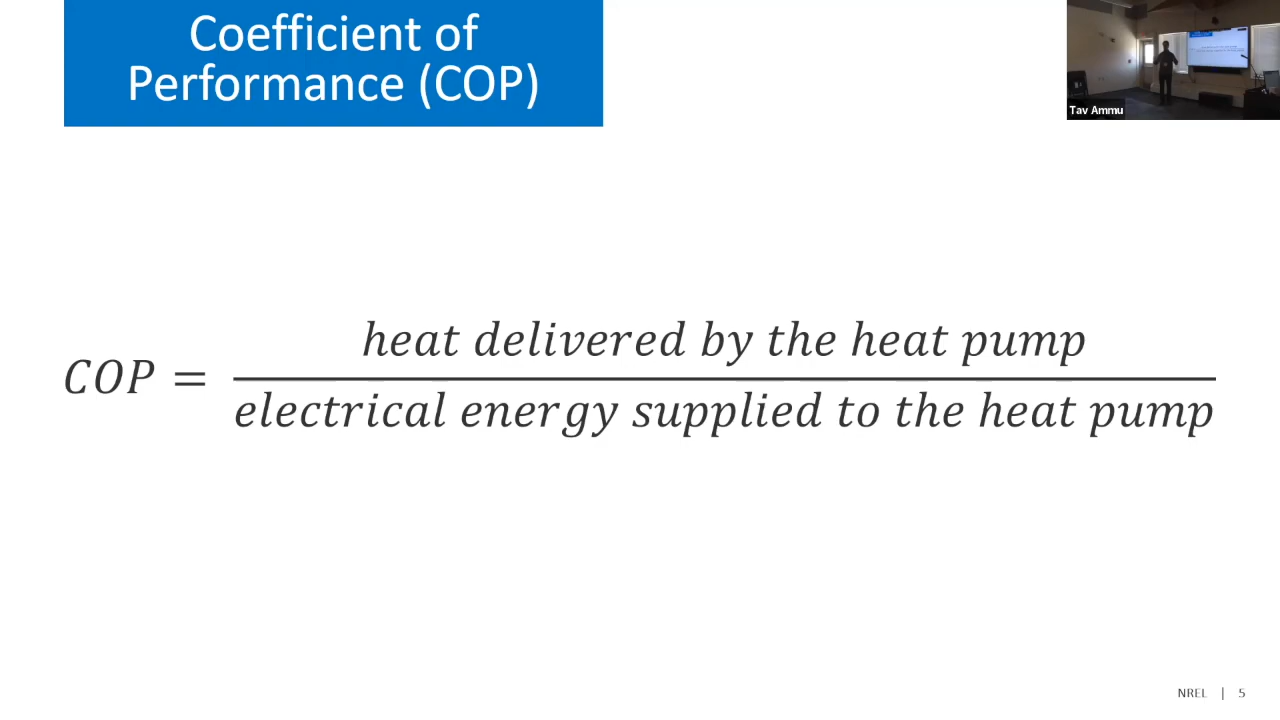 Coefficient of
Performance (COP)
Tav Ammu
COP = heat delivered by the heat pump
electrical energy supplied to the heat pump
NREL | 5